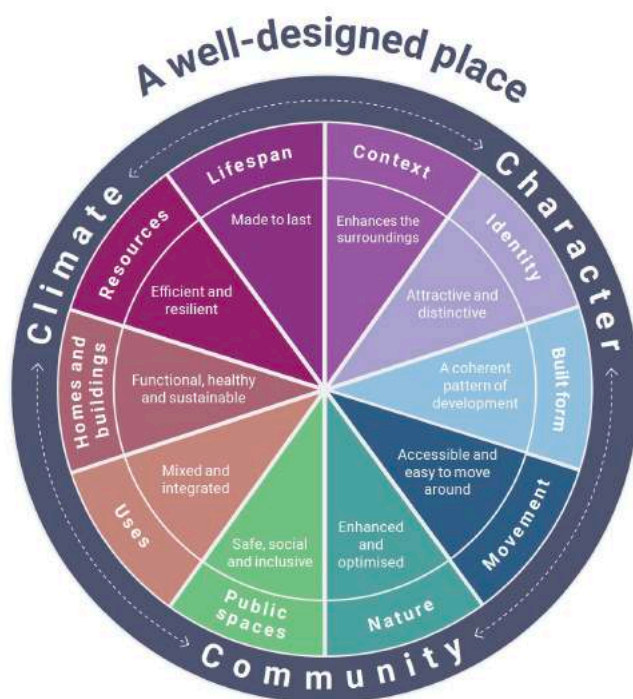 A well-designed place
Climate
Character
Community
Context
Enhances the
surroundings
Identity
Attractive and
distinctive
Built form
A coherent
pattern of
development
Movement
Accessible and
easy to move
around
Nature
Enhanced
and
optimised
Public
spaces
Safe, social
and inclusive
Uses
Mixed and
integrated
Homes and
buildings
Functional, healthy
and sustainable
Resources
Efficient and
resilient
Lifespan
Made to last